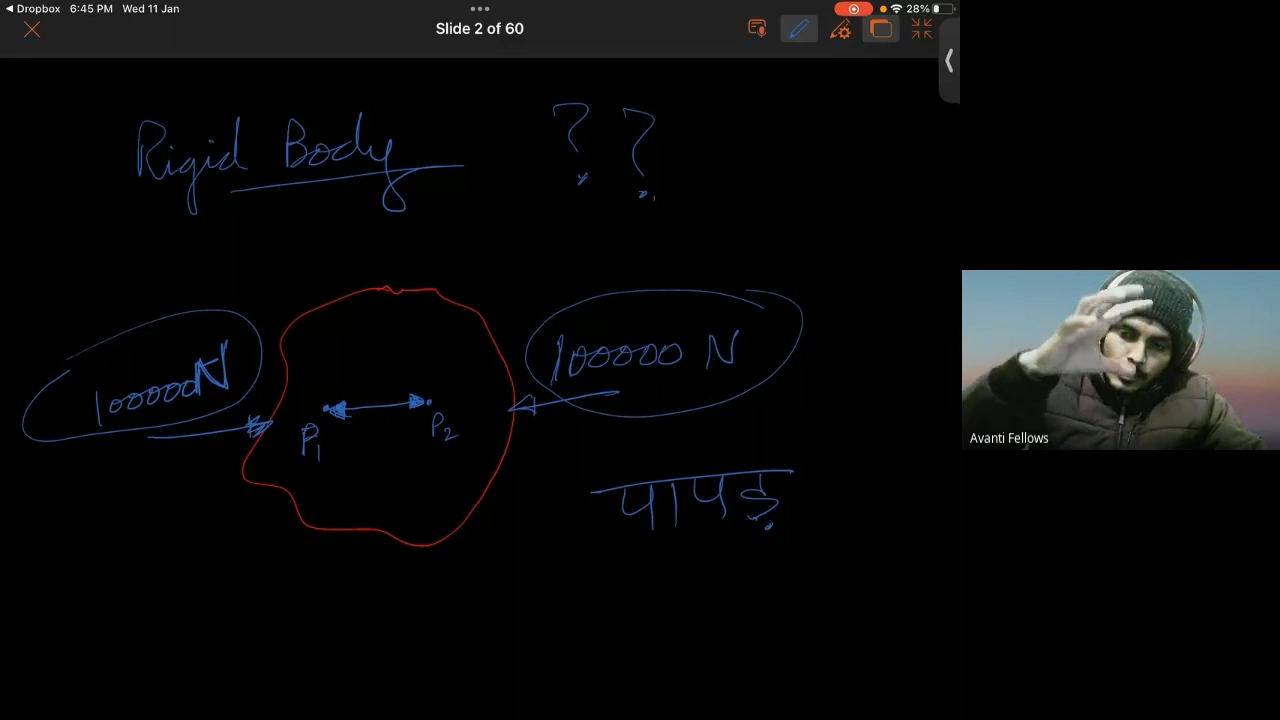 Dropbox 6:45 PM Wed 11 Jan
28%
Slide 2 of 60
Rigid Body ? ?
100000 N
100000 N
P1
P2
पापड़
Avanti Fellows